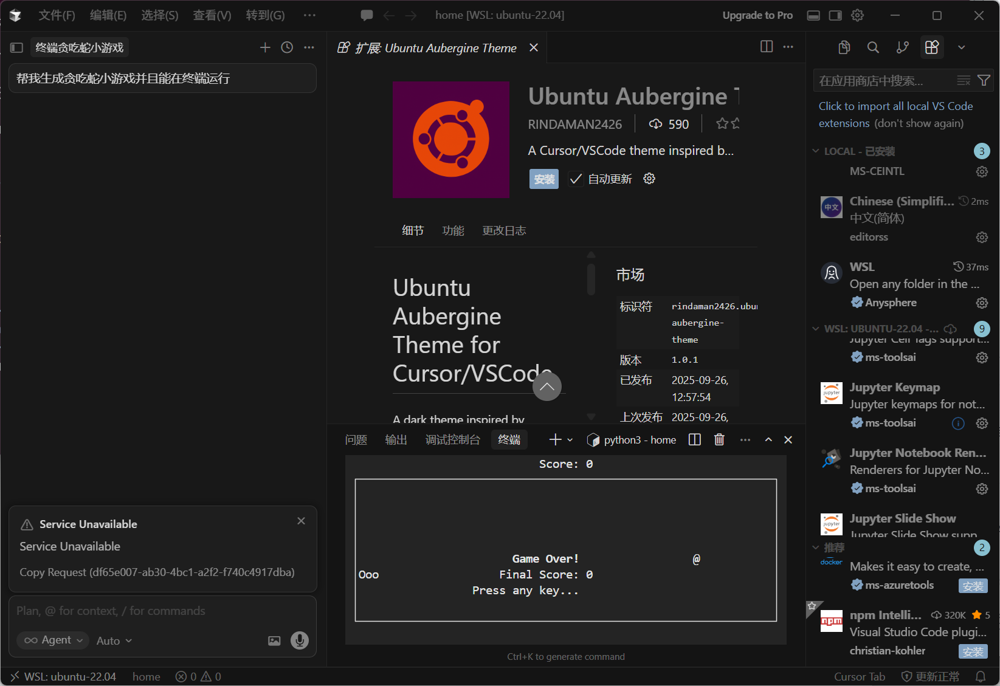 文件(F) 编辑(E) 选择(S) 查看(V) 转到(G) ··· home [WSL: ubuntu-22.04] Upgrade to Pro
终端贪吃蛇小游戏
帮我生成贪吃蛇小游戏并且能在终端运行
Service Unavailable
Service Unavailable
Copy Request (df65e007-ab30-4bc1-a2f2-f740c4917dba)
Plan, @ for context, / for commands
Agent Auto
扩展: Ubuntu Aubergine Theme
Ubuntu Aubergine
RINDAMAN2426 590
A Cursor/VSCode theme inspired b...
安装 自动更新
细节 功能 更改日志
Ubuntu
Aubergine
Theme for
Cursor/VSCode
A dark theme inspired by
市场
标识符 rindaman2426.ubu
aubergine-
theme
版本 1.0.1
已发布 2025-09-26,
12:57:54
上次发布 2025-09-26,
问题 输出 调试控制台 终端 python3 - home
Score: 0
Game Over! @
Ooo Final Score: 0
Press any key...
Ctrl+K to generate command
在应用商店中搜索...
Click to import all local VS Code
extensions (don't show again)
LOCAL - 已安装 3
MS-CEINTL
中文
Chinese (Simplifi... 2ms
中文(简体)
editorss
WSL 37ms
Open any folder in the ...
Anysphere
WSL: UBUNTU-22.04 -... 9
Jupyter Cell Tags support...
ms-toolsai
jupyter
Jupyter Keymap
Jupyter keymaps for not...
ms-toolsai
Jupyter Notebook Ren...
Renderers for Jupyter No...
ms-toolsai
jupyter
Jupyter Slide Show
Jupyter Slide Show supp
推荐 2
docker
Makes it easy to create, ...
ms-azuretools 安装
npm
npm Intelli... 320K 5
Visual Studio Code plugi...
christian-kohler 安装
WSL: ubuntu-22.04 home 0 0 Cursor Tab 更新正常